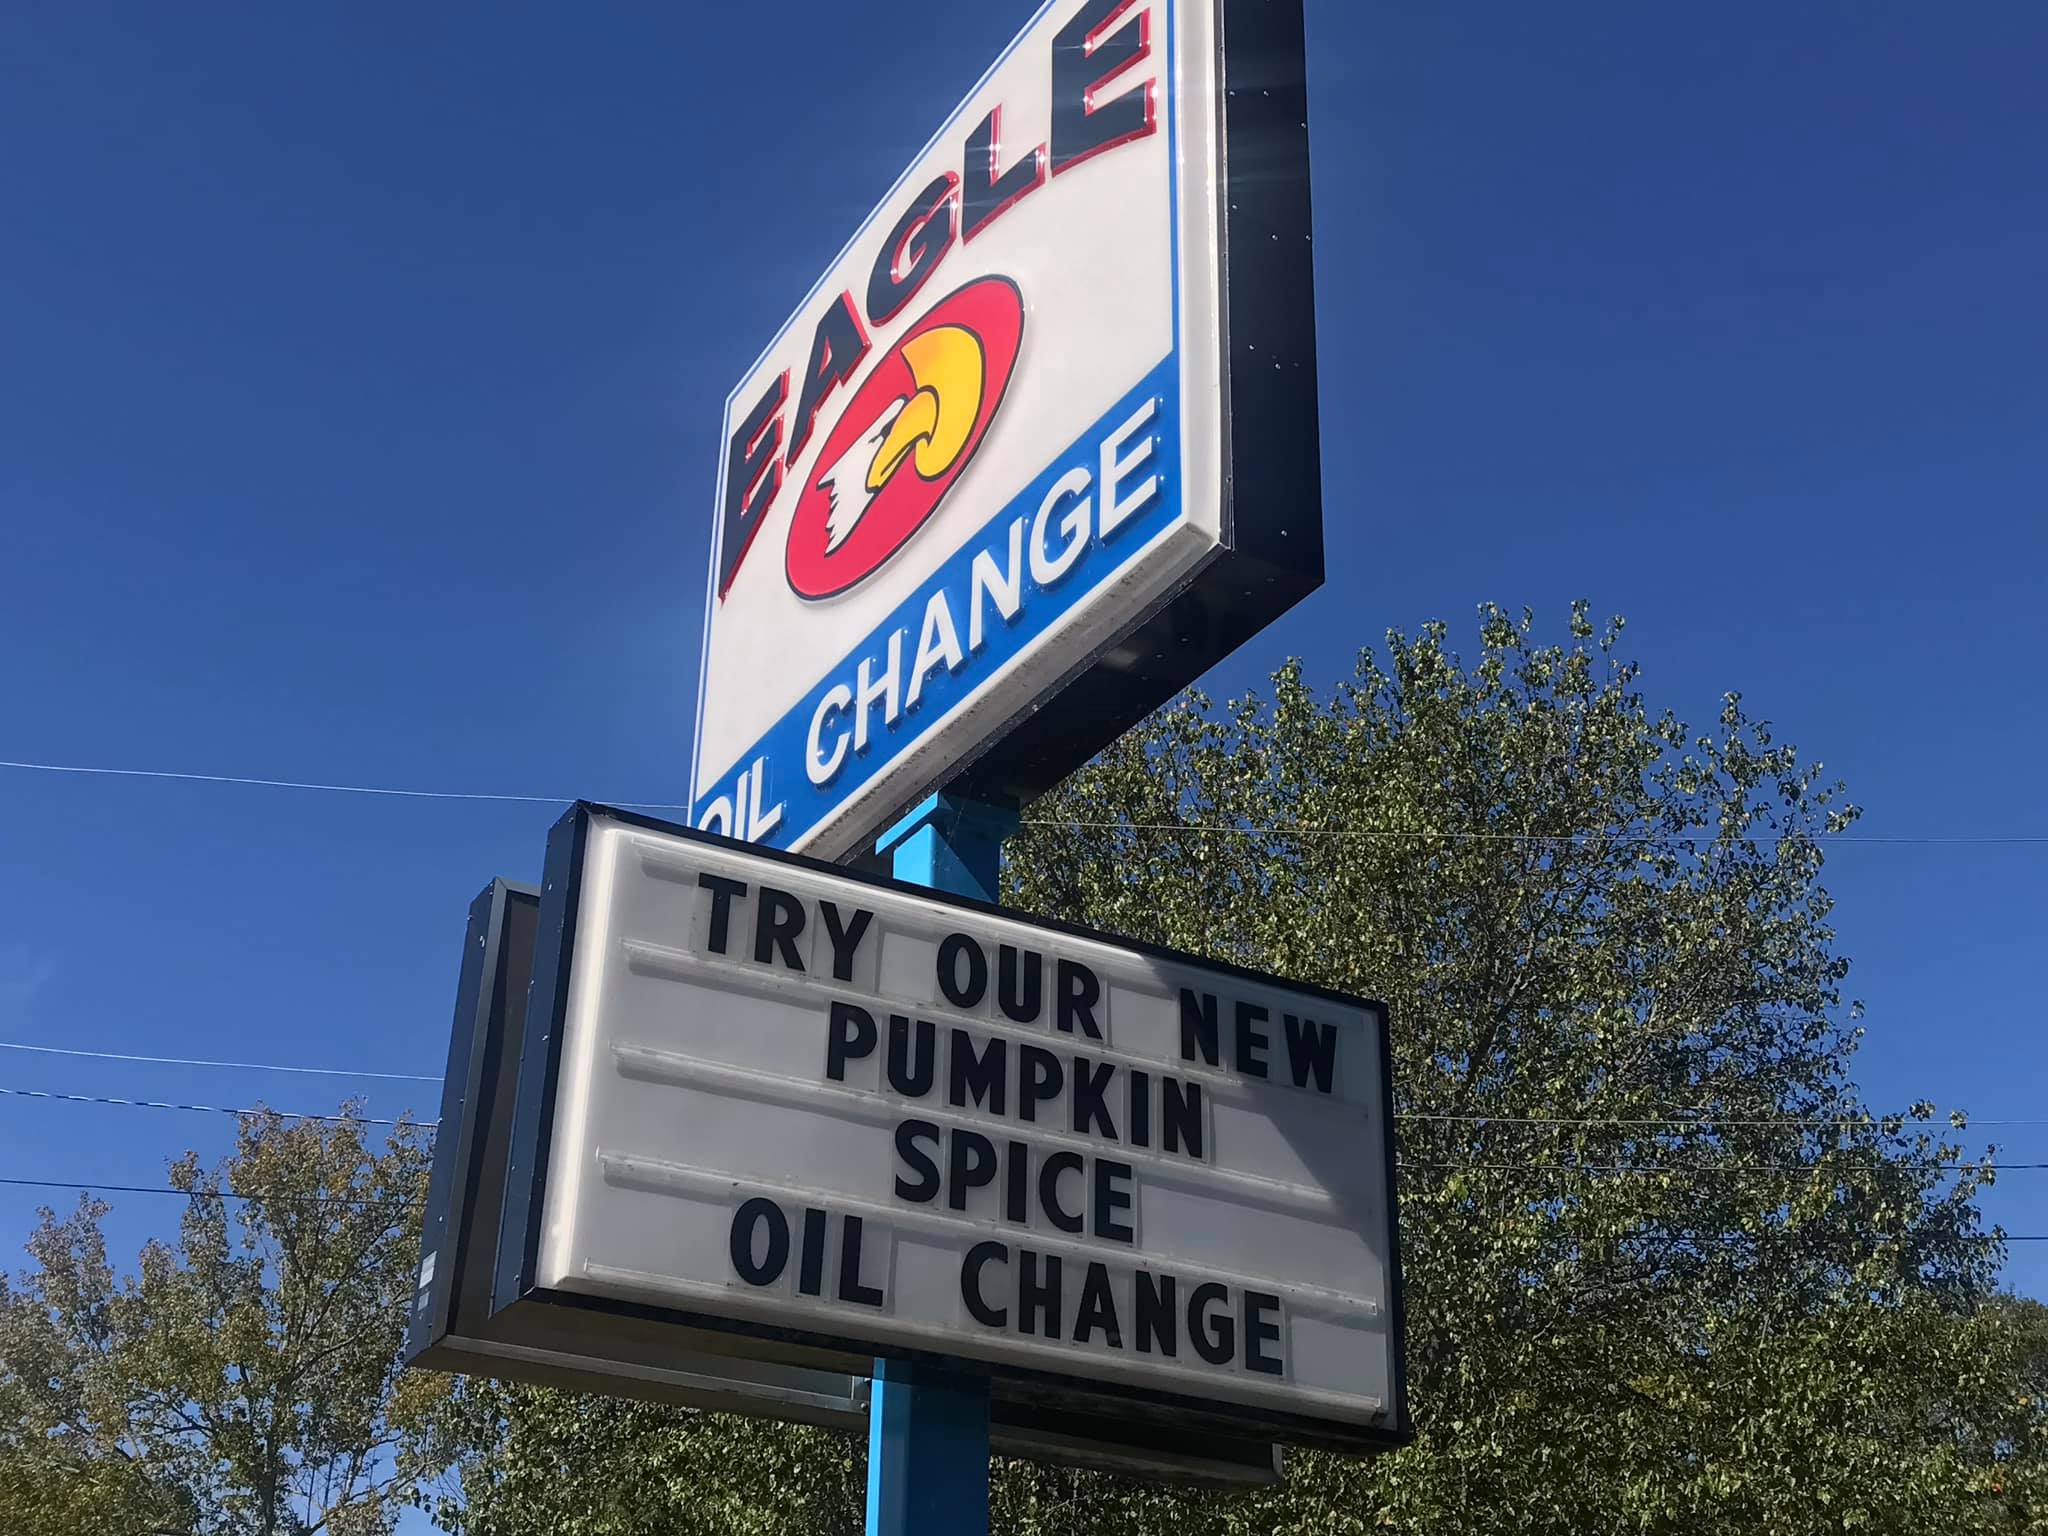 EAGLE
OIL CHANGE
TRY OUR NEW
PUMPKIN
SPICE
OIL CHANGE